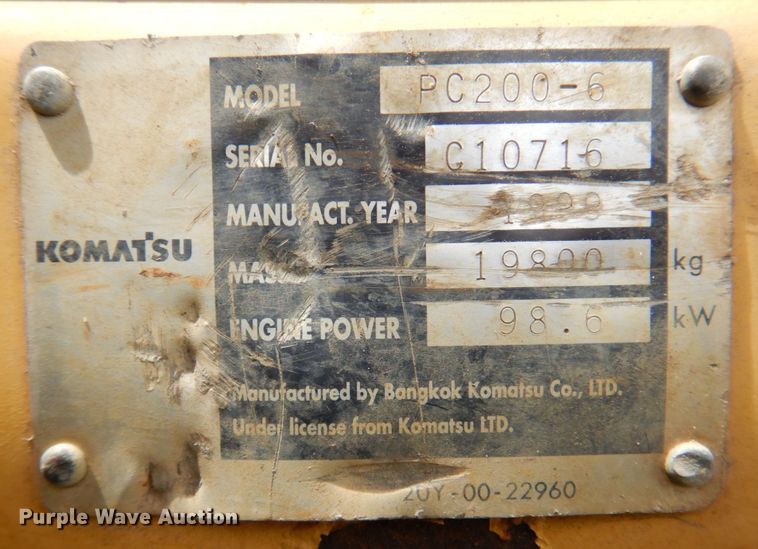 MODEL PC200-6
SERIAL No. C10716
MANUFACT. YEAR
KOMATSU
MASS 19800 kg
ENGINE POWER 98.6 kW
Manufactured by Bangkok Komatsu Co., LTD.
Under license from Komatsu LTD.
20Y-00-22960
Purple Wave Auction